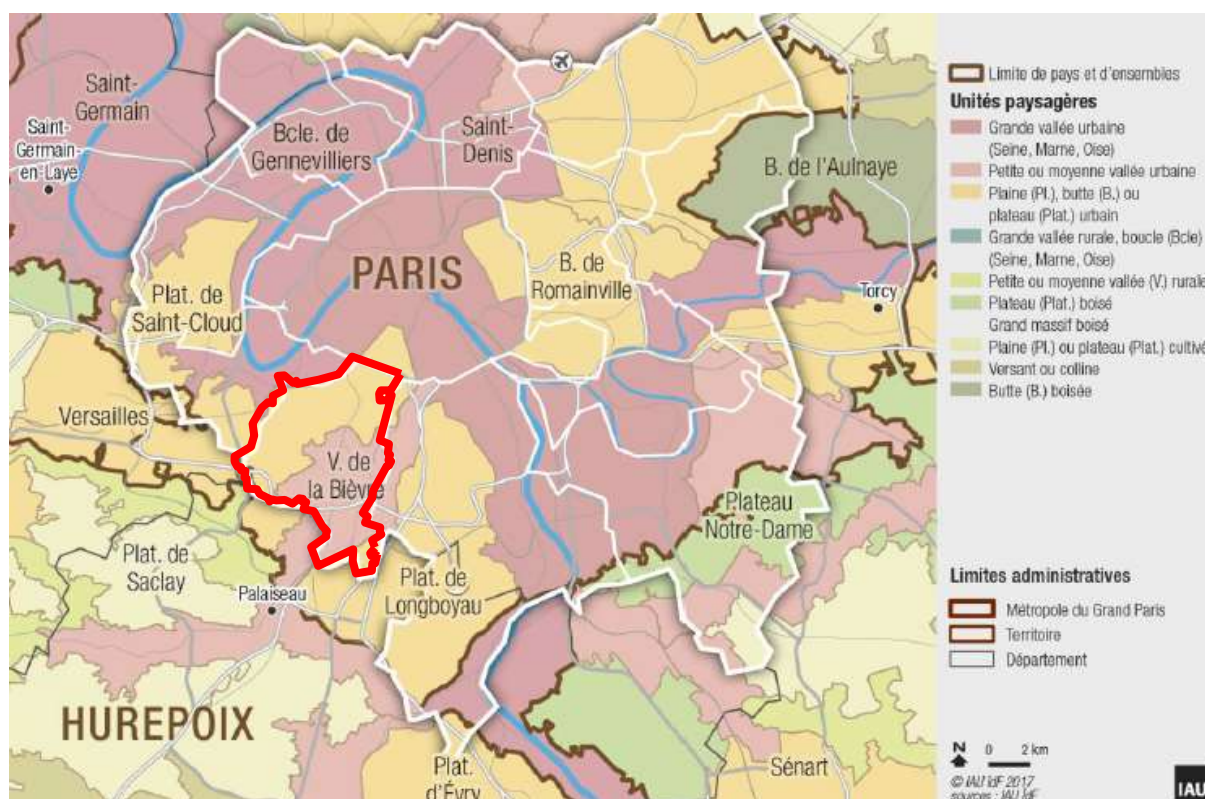 Saint-
Germain
Saint-
Germain-
en-Laye
Bcle. de
Gennevilliers
Saint-
Denis
B. de l'Aulnaye
PARIS
B. de
Romainville
Plat. de
Saint-Cloud
Torcy
Versailles
V. de
la Bièvre
Plateau
Notre-Dame
Plat. de
Saclay
Palaiseau
Plat. de
Longboyau
HUREPOIX
Plat.
d'Évry
Sénart
Limite de pays et d'ensembles
Unités paysagères
Grande vallée urbaine
(Seine, Marne, Oise)
Petite ou moyenne vallée urbaine
Plaine (Pl.), butte (B.) ou
plateau (Plat.) urbain
Grande vallée rurale, boucle (Bcle)
(Seine, Marne, Oise)
Petite ou moyenne vallée (V.) rurale
Plateau (Plat.) boisé
Grand massif boisé
Plaine (Pl.) ou plateau (Plat.) cultivé
Versant ou colline
Butte (B.) boisée
Limites administratives
Métropole du Grand Paris
Territoire
Département
N 0 2 km
© IAU îdF 2017
sources : IAU îdF
IAU